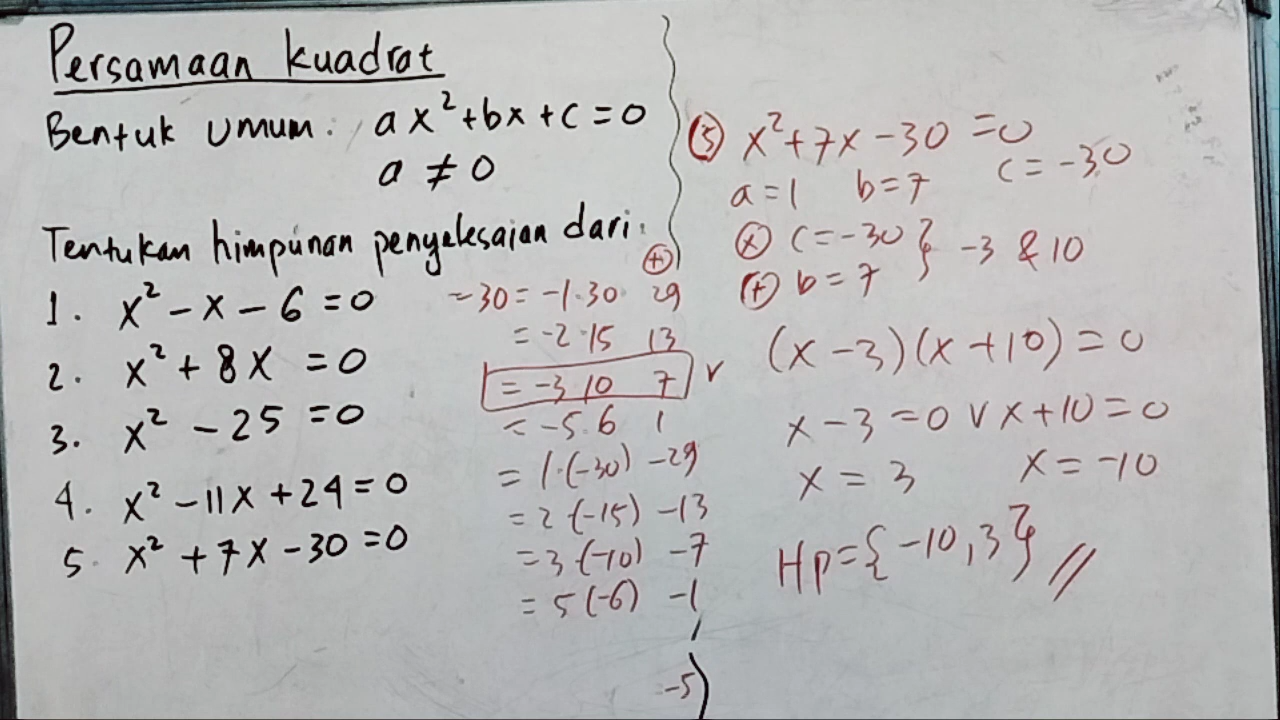 Persamaan kuadrat
Bentuk umum: ax²+bx+c=0
a ≠ 0
Tentukan himpunan penyelesaian dari:
1. x² - x - 6 = 0
2. x² + 8x = 0
3. x² - 25 = 0
4. x² - 11x + 24 = 0
5. x² + 7x - 30 = 0
(+)
-30 = -1·30 29
= -2·15 13
= -3·10 7 v
= -5·6 1
= 1·(-30) -29
= 2·(-15) -13
= 3·(-10) -7
= 5(-6) -1
-5)
(5) x² + 7x - 30 = 0
a = 1 b = 7 c = -30
(x) c = -30 } -3 & 10
(+) b = 7
(x - 3)(x + 10) = 0
x - 3 = 0 v x + 10 = 0
x = 3 x = -10
Hp = {-10, 3} //